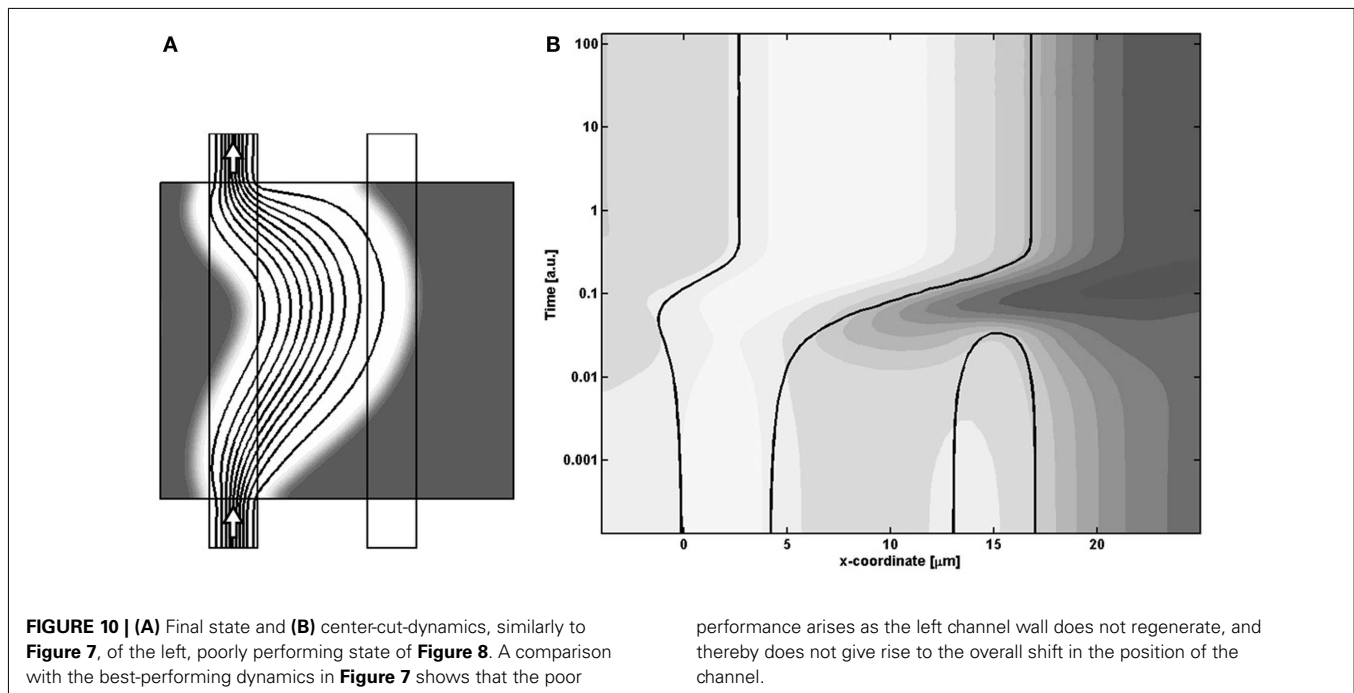 A
B
100
10
1
0.1
0.01
0.001
Time [a.u.]
0
5
10
15
20
x-coordinate [μm]
FIGURE 10 | (A) Final state and (B) center-cut-dynamics, similarly to
Figure 7, of the left, poorly performing state of Figure 8. A comparison
with the best-performing dynamics in Figure 7 shows that the poor
performance arises as the left channel wall does not regenerate, and
thereby does not give rise to the overall shift in the position of the
channel.